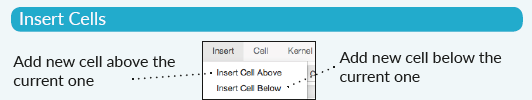 Insert Cells
Add new cell above the
current one
Insert Cell Kernel
Insert Cell Above
Insert Cell Below
Add new cell below the
current one